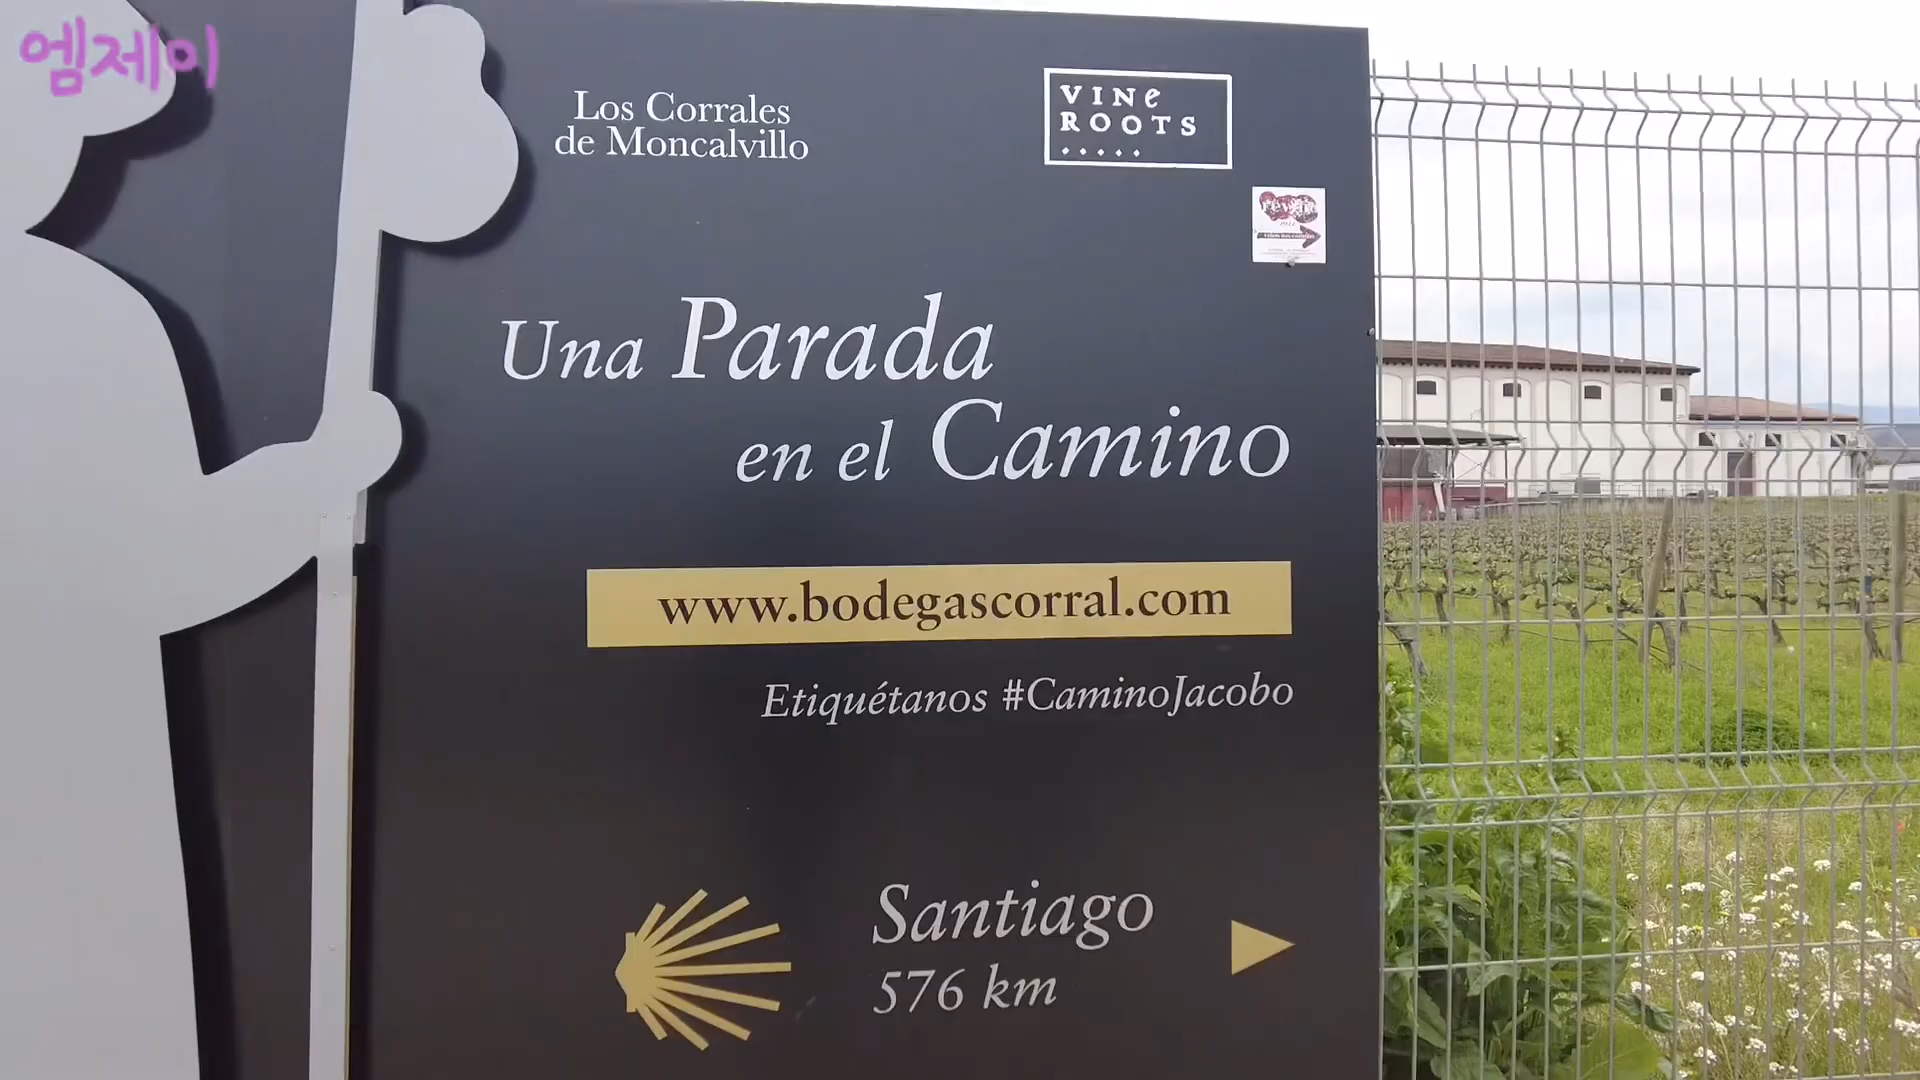 엠제이
Los Corrales
de Moncalvillo
VINE
ROOTS
Una Parada
en el Camino
www.bodegascorral.com
Etiquétanos #CaminoJacobo
Santiago
576 km